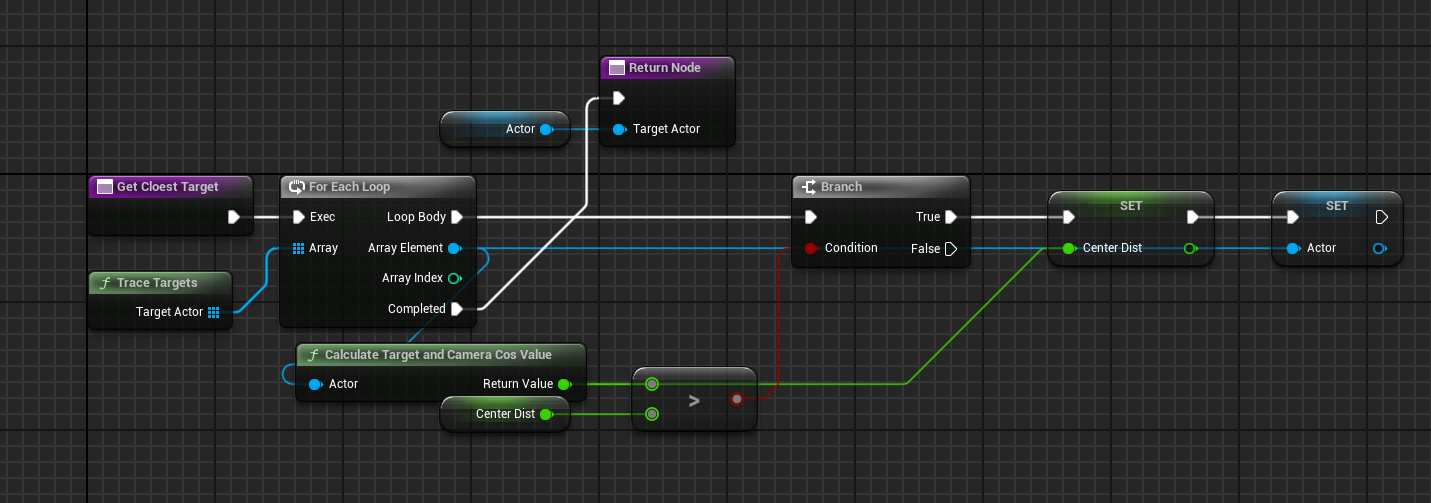 Return Node
Actor
Target Actor
Get Cloest Target
For Each Loop
Exec
Loop Body
Array
Array Element
Array Index
Completed
Trace Targets
Target Actor
Branch
True
Condition
False
SET
Center Dist
SET
Actor
Calculate Target and Camera Cos Value
Actor
Return Value
Center Dist
>